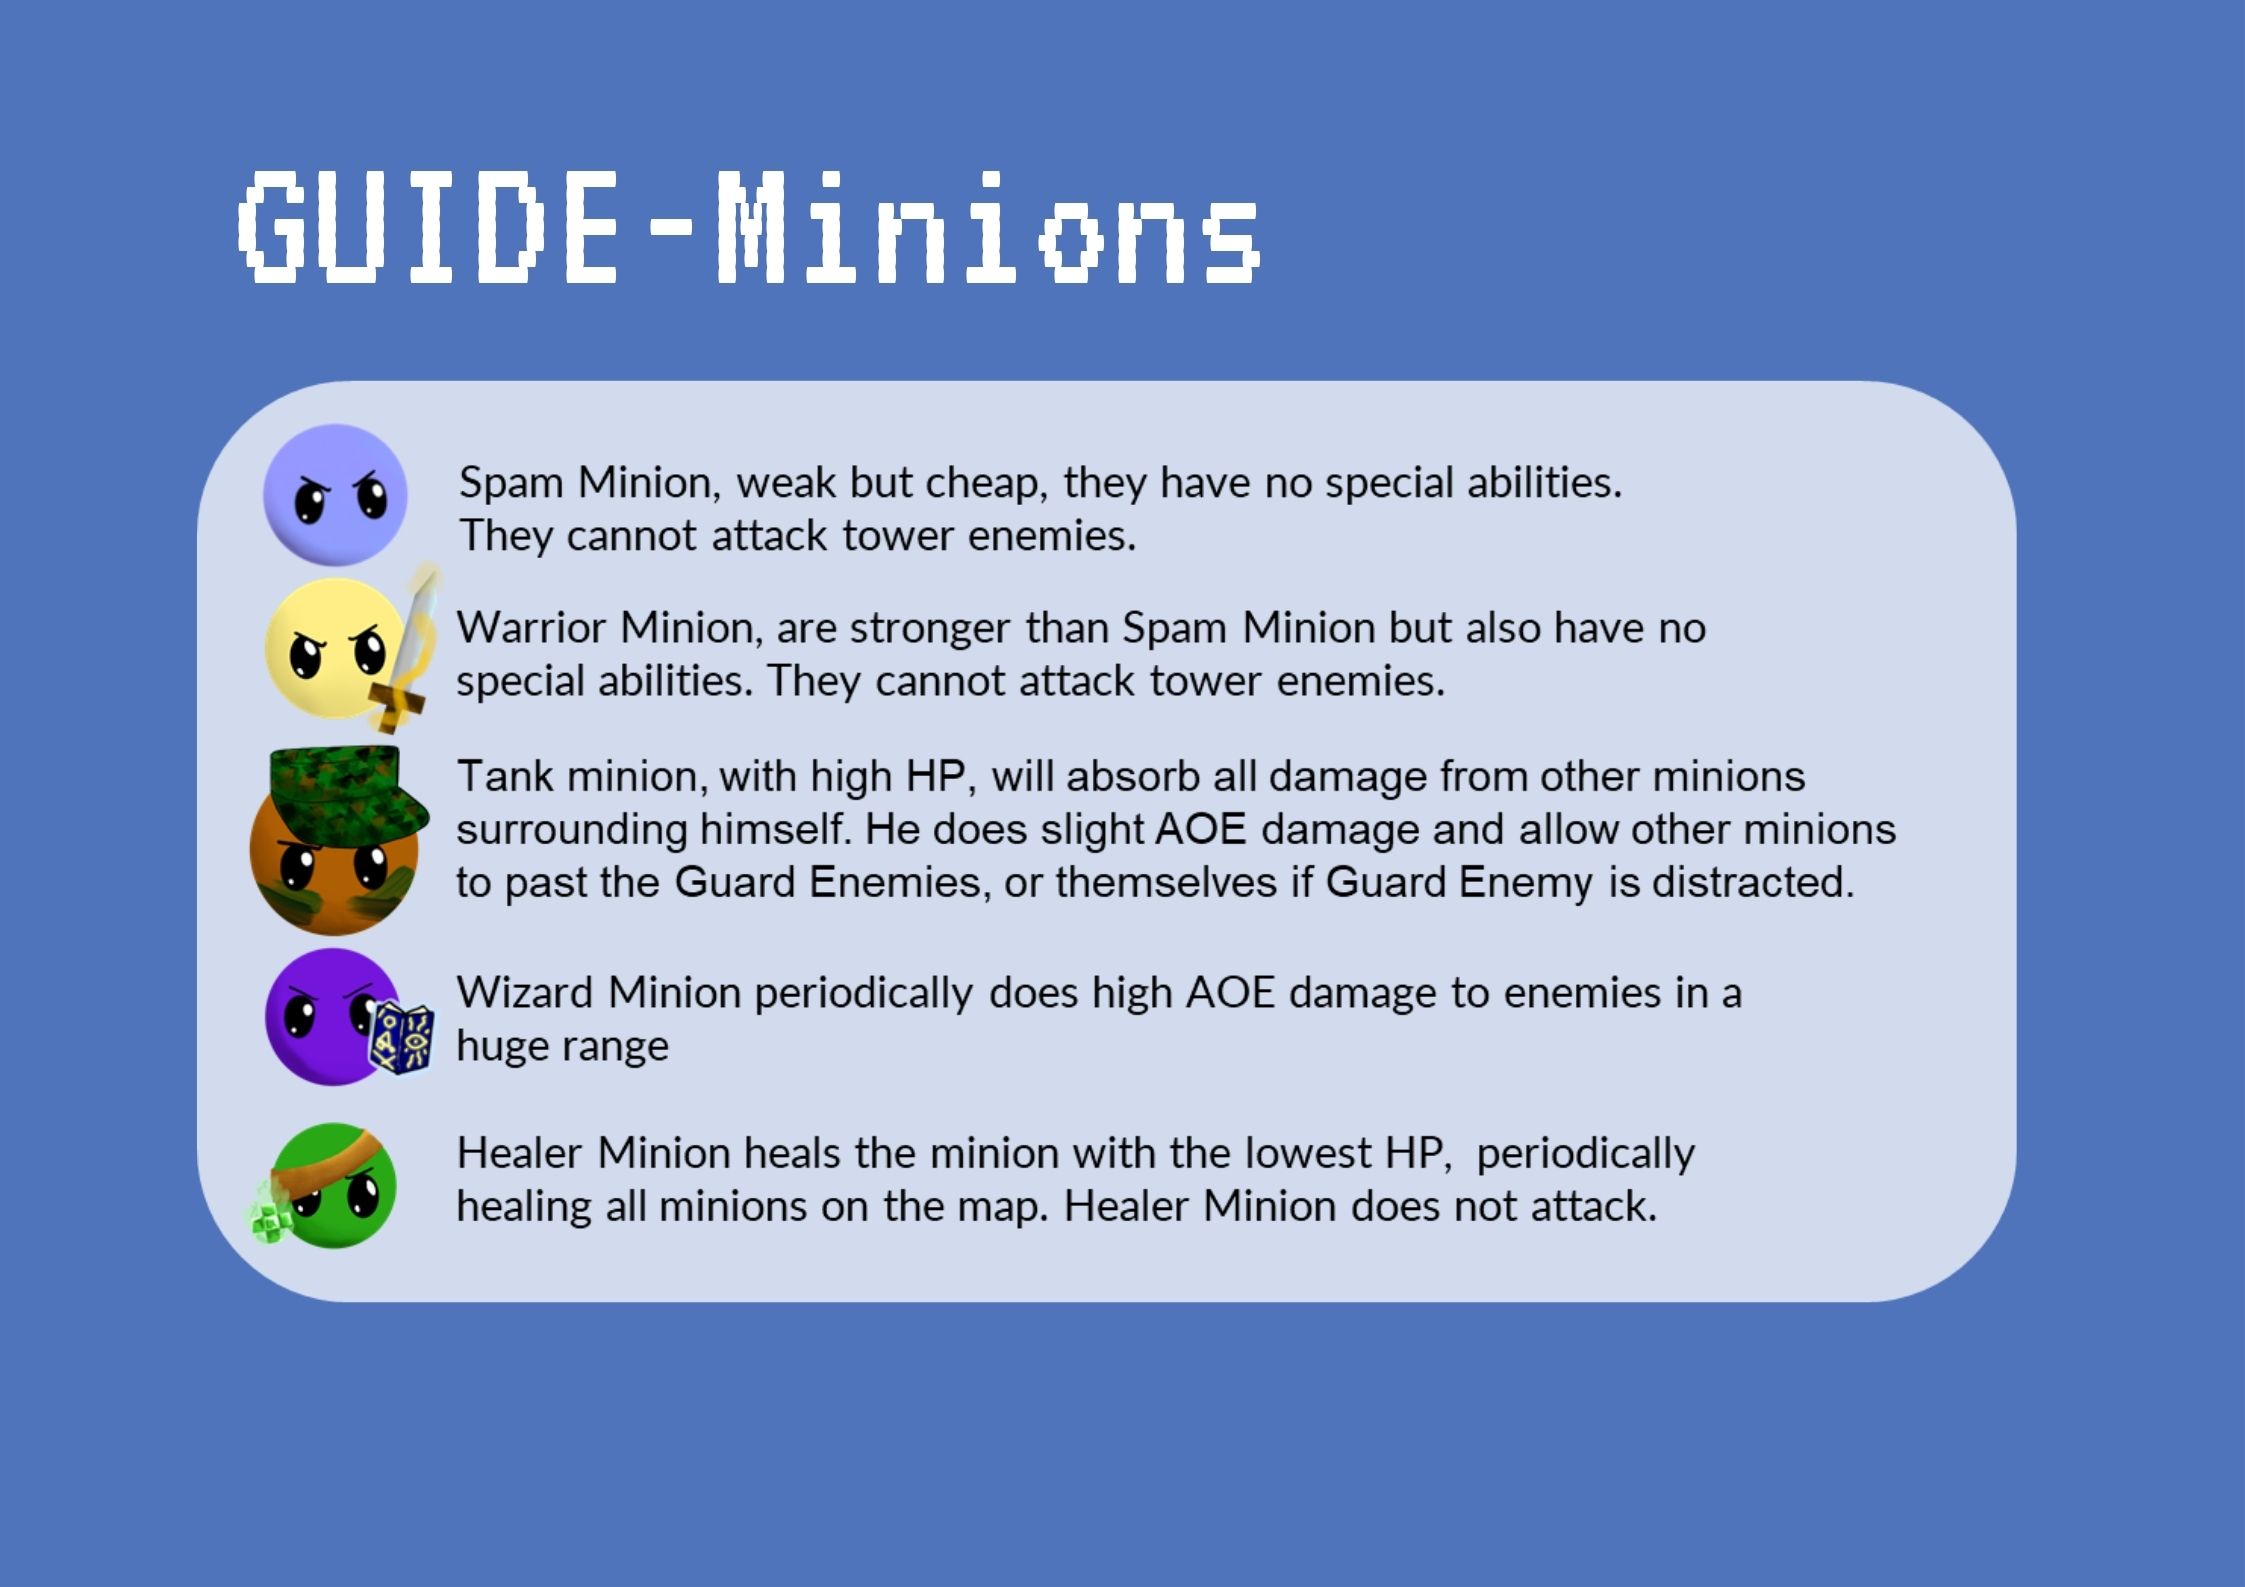 GUIDE-Minions
Spam Minion, weak but cheap, they have no special abilities.
They cannot attack tower enemies.
Warrior Minion, are stronger than Spam Minion but also have no
special abilities. They cannot attack tower enemies.
Tank minion, with high HP, will absorb all damage from other minions
surrounding himself. He does slight AOE damage and allow other minions
to past the Guard Enemies, or themselves if Guard Enemy is distracted.
Wizard Minion periodically does high AOE damage to enemies in a
huge range
Healer Minion heals the minion with the lowest HP,  periodically
healing all minions on the map. Healer Minion does not attack.